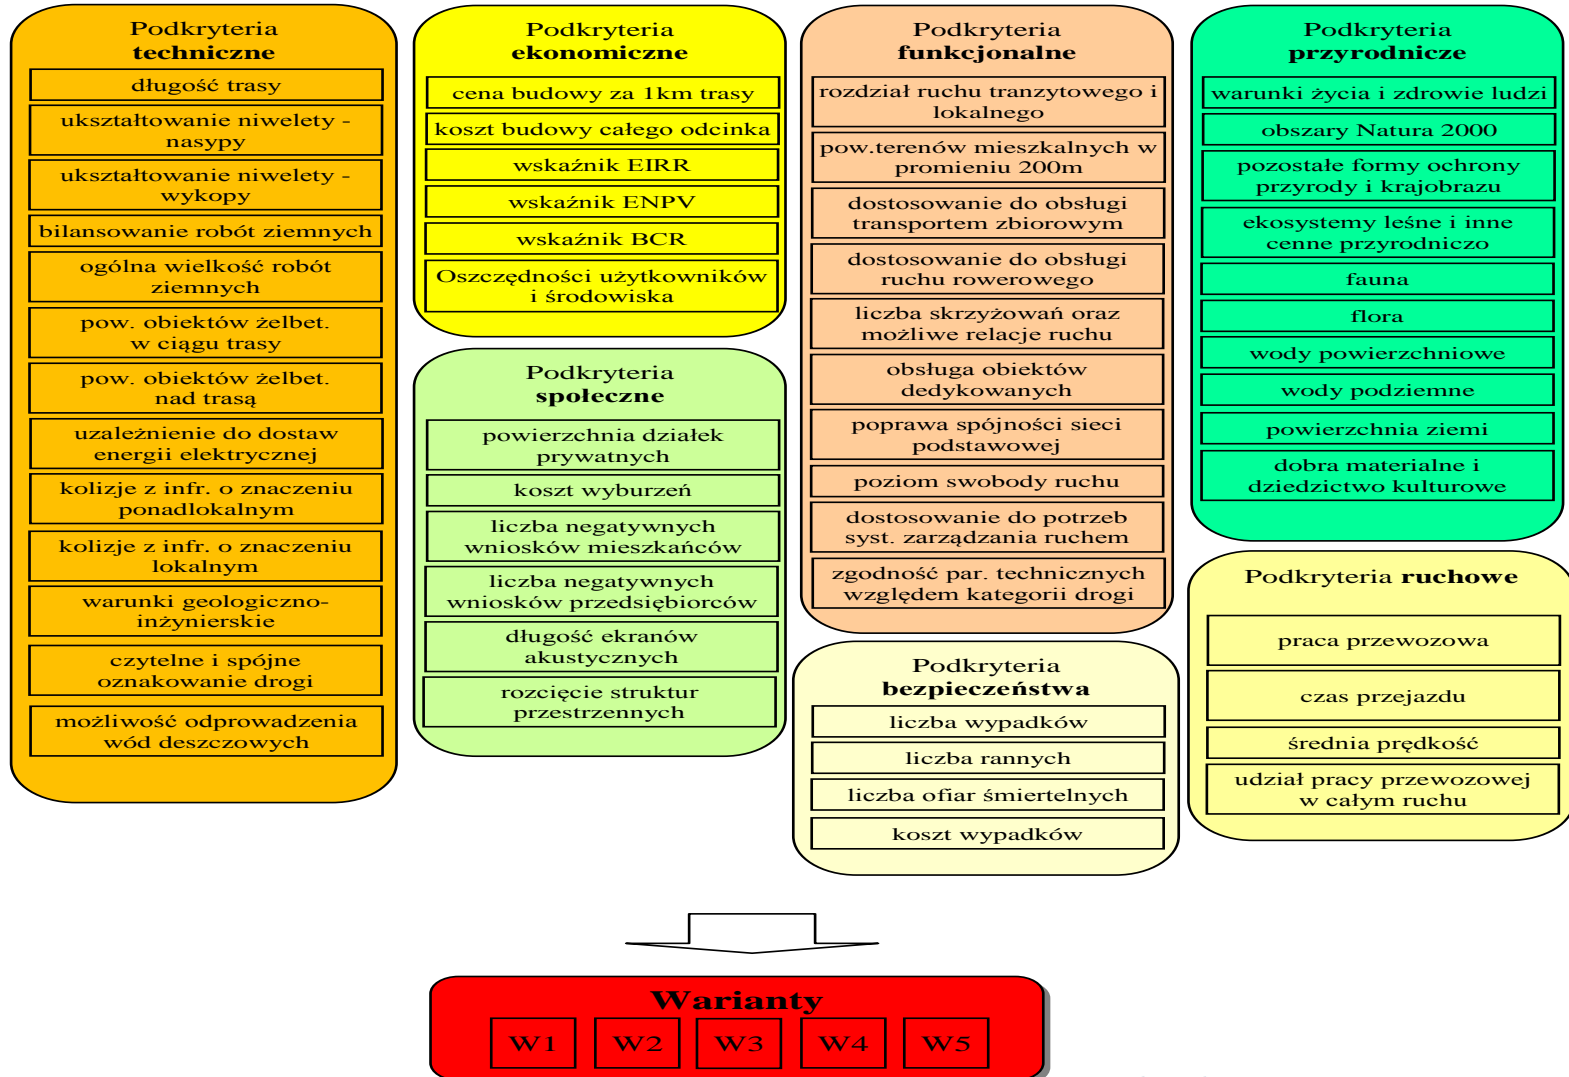 Podkryteria
techniczne
długość trasy
ukształtowanie niwelety -
nasypy
ukształtowanie niwelety -
wykopy
bilansowanie robót ziemnych
ogólna wielkość robót
ziemnych
pow. obiektów żelbet.
w ciągu trasy
pow. obiektów żelbet.
nad trasą
uzależnienie do dostaw
energii elektrycznej
kolizje z infr. o znaczeniu
ponadlokalnym
kolizje z infr. o znaczeniu
lokalnym
warunki geologiczno-
inżynierskie
czytelne i spójne
oznakowanie drogi
możliwość odprowadzenia
wód deszczowych
Podkryteria
ekonomiczne
cena budowy za 1km trasy
koszt budowy całego odcinka
wskaźnik EIRR
wskaźnik ENPV
wskaźnik BCR
Oszczędności użytkowników
i środowiska
Podkryteria
społeczne
powierzchnia działek
prywatnych
koszt wyburzeń
liczba negatywnych
wniosków mieszkańców
liczba negatywnych
wniosków przedsiębiorców
długość ekranów
akustycznych
rozcięcie struktur
przestrzennych
Podkryteria
funkcjonalne
rozdział ruchu tranzytowego i
lokalnego
pow.terenów mieszkalnych w
promieniu 200m
dostosowanie do obsługi
transportem zbiorowym
dostosowanie do obsługi
ruchu rowerowego
liczba skrzyżowań oraz
możliwe relacje ruchu
obsługa obiektów
dedykowanych
poprawa spójności sieci
podstawowej
poziom swobody ruchu
dostosowanie do potrzeb
syst. zarządzania ruchem
zgodność par. technicznych
względem kategorii drogi
Podkryteria
bezpieczeństwa
liczba wypadków
liczba rannych
liczba ofiar śmiertelnych
koszt wypadków
Podkryteria
przyrodnicze
warunki życia i zdrowie ludzi
obszary Natura 2000
pozostałe formy ochrony
przyrody i krajobrazu
ekosystemy leśne i inne
cenne przyrodniczo
fauna
flora
wody powierzchniowe
wody podziemne
powierzchnia ziemi
dobra materialne i
dziedzictwo kulturowe
Podkryteria ruchowe
praca przewozowa
czas przejazdu
średnia prędkość
udział pracy przewozowej
w całym ruchu
Warianty
W1 W2 W3 W4 W5